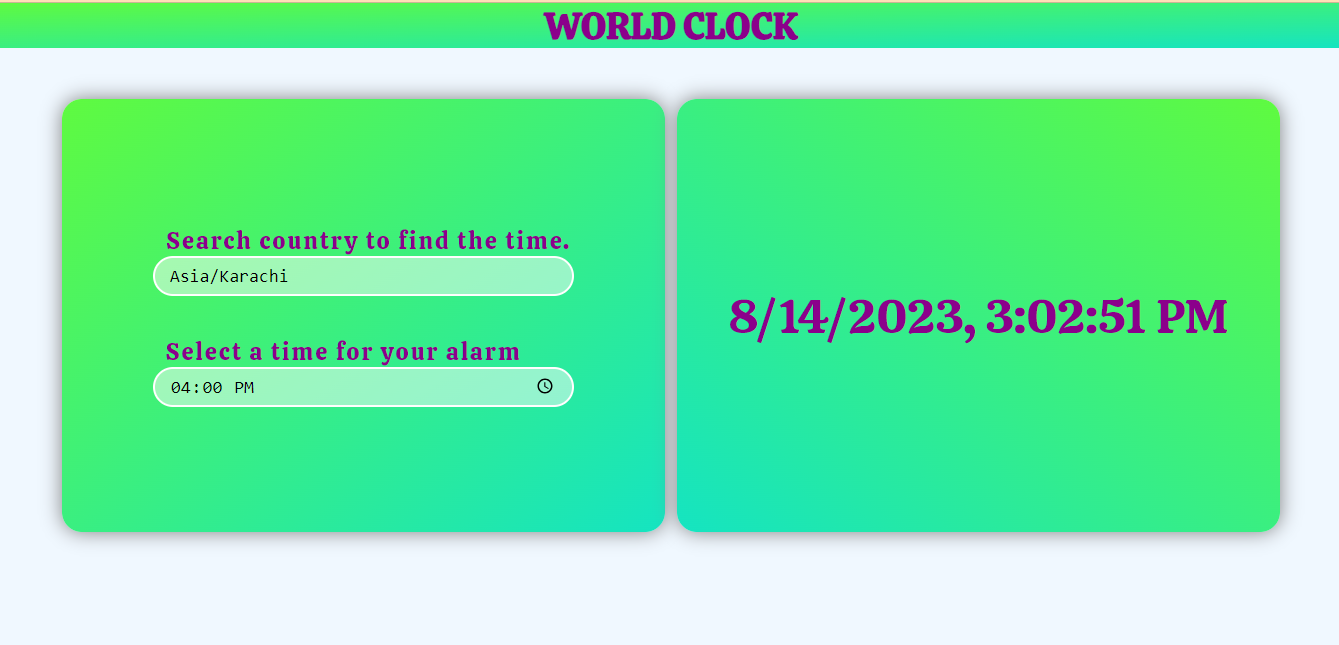 WORLD CLOCK
Search country to find the time.
Asia/Karachi
Select a time for your alarm
04:00 PM
8/14/2023, 3:02:51 PM